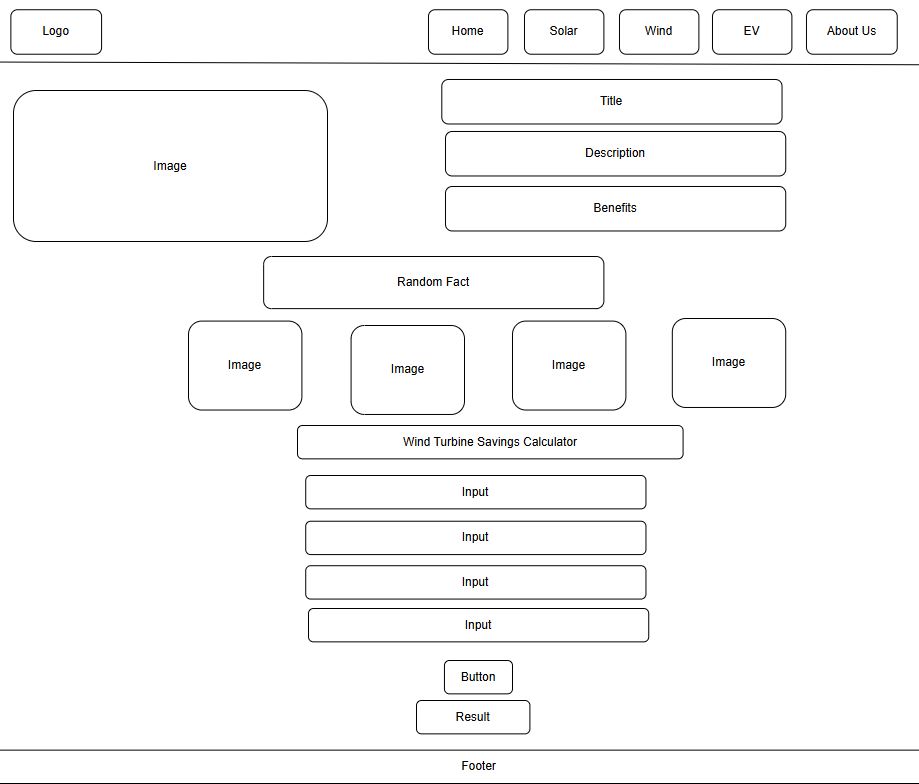 Logo
Home
Solar
Wind
EV
About Us
Image
Title
Description
Benefits
Random Fact
Image
Image
Image
Image
Wind Turbine Savings Calculator
Input
Input
Input
Input
Button
Result
Footer